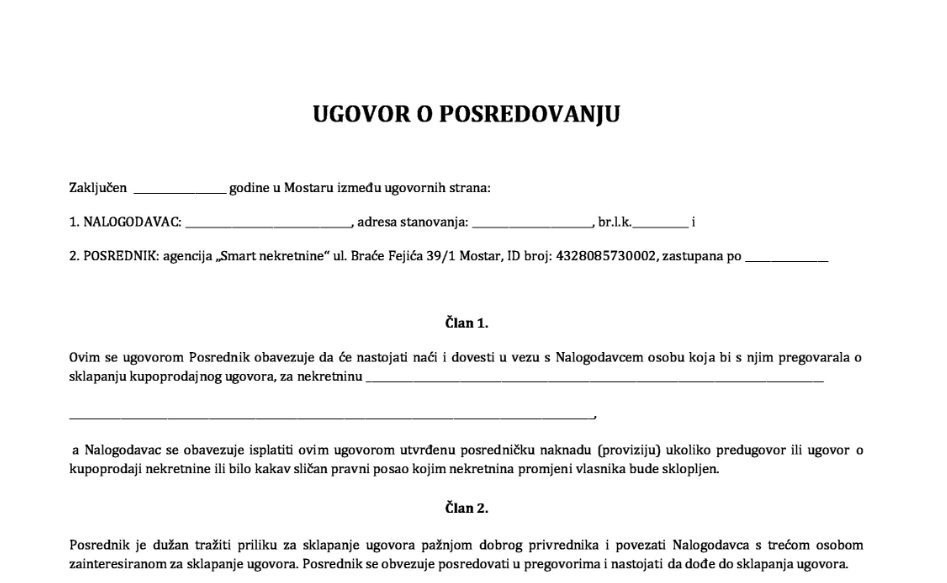 UGOVOR O POSREDOVANJU
Zaključen ______________ godine u Mostaru između ugovornih strana:
1. NALOGODAVAC: _________________________, adresa stanovanja: __________________, br.l.k._________ i
2. POSREDNIK: agencija „Smart nekretnine“ ul. Braće Fejića 39/1 Mostar, ID broj: 4328085730002, zastupana po _____________
Član 1.
Ovim se ugovorom Posrednik obavezuje da će nastojati naći i dovesti u vezu s Nalogodavcem osobu koja bi s njim pregovarala o
sklapanju kupoprodajnog ugovora, za nekretninu ______________________________________________________________________
________________________________________________________________________________,
a Nalogodavac se obavezuje isplatiti ovim ugovorom utvrđenu posredničku naknadu (proviziju) ukoliko predugovor ili ugovor o
kupoprodaji nekretnine ili bilo kakav sličan pravni posao kojim nekretnina promjeni vlasnika bude sklopljen.
Član 2.
Posrednik je dužan tražiti priliku za sklapanje ugovora pažnjom dobrog privrednika i povezati Nalogodavca s trećom osobom
zainteresiranom za sklapanje ugovora. Posrednik se obvezuje posredovati u pregovorima i nastojati da dođe do sklapanja ugovora.